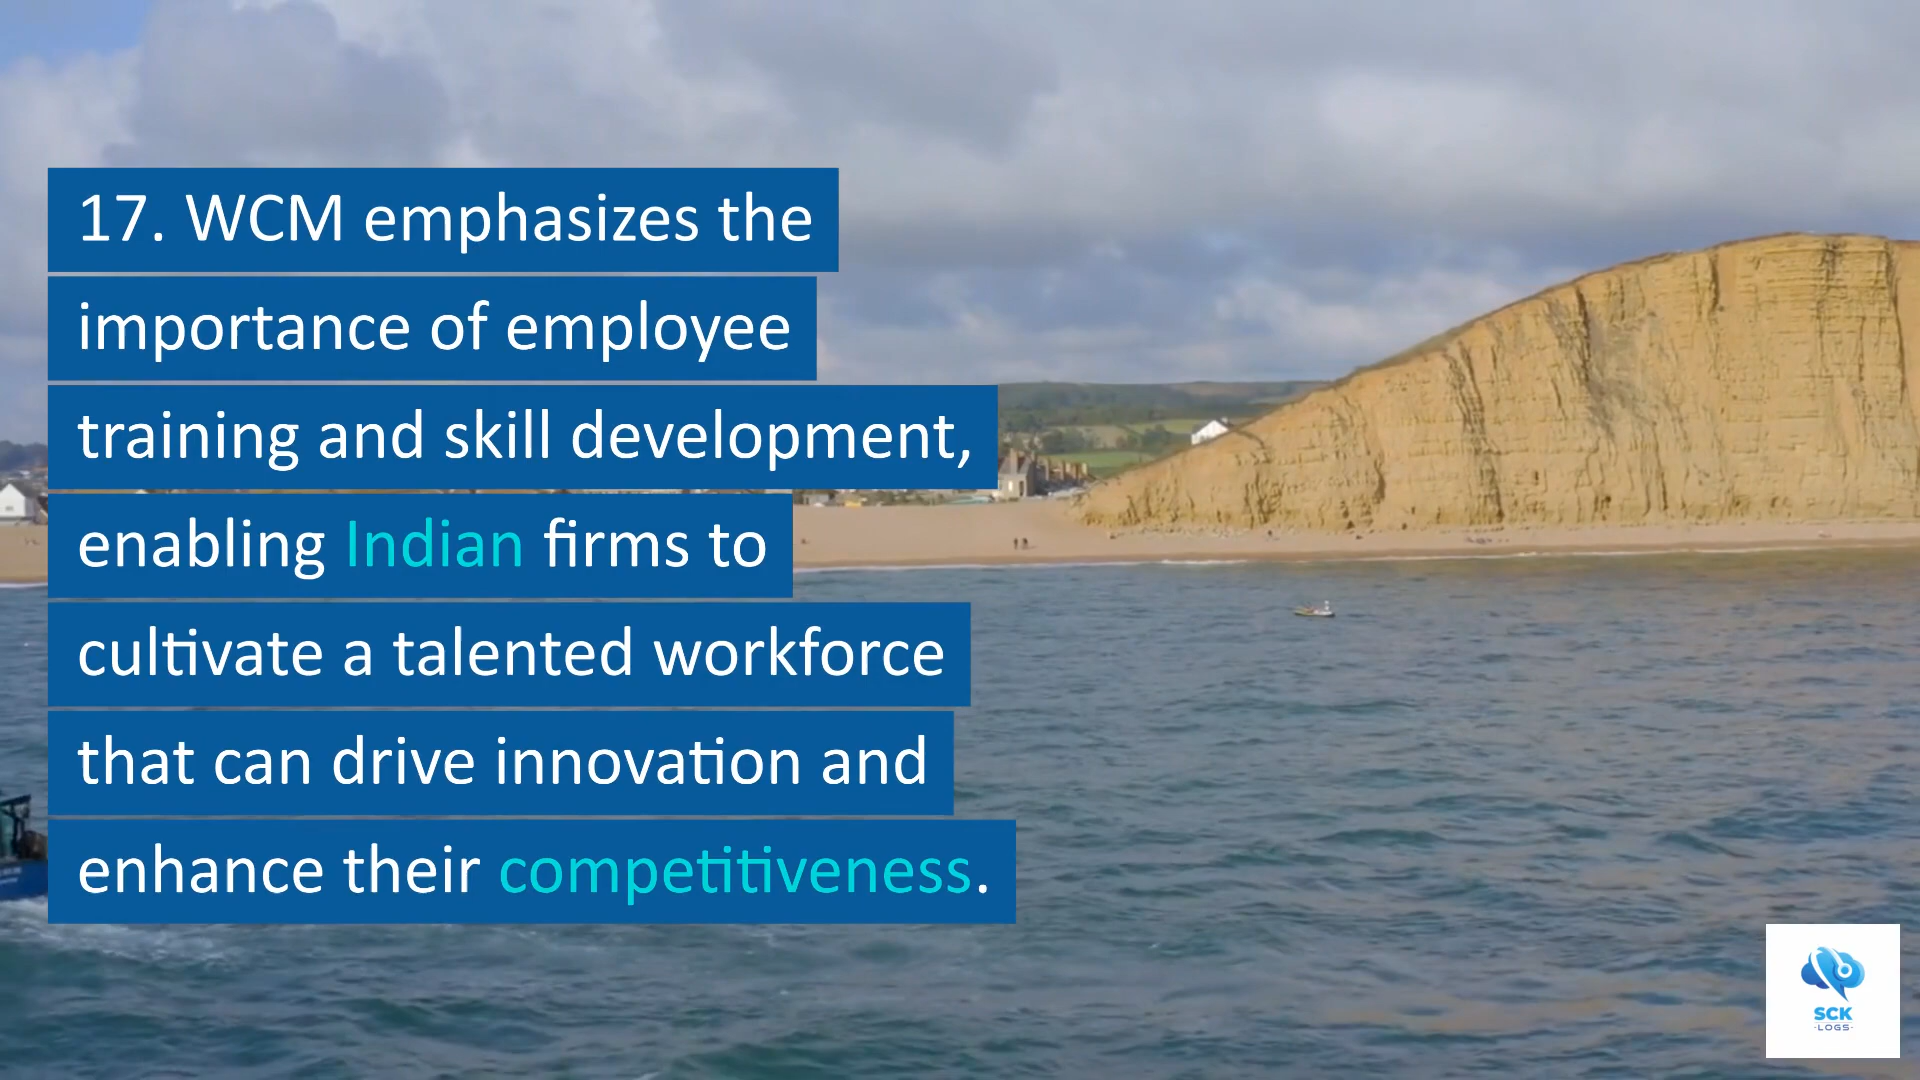 17. WCM emphasizes the
importance of employee
training and skill development,
enabling Indian firms to
cultivate a talented workforce
that can drive innovation and
enhance their competitiveness.
SCK
-LOGS-